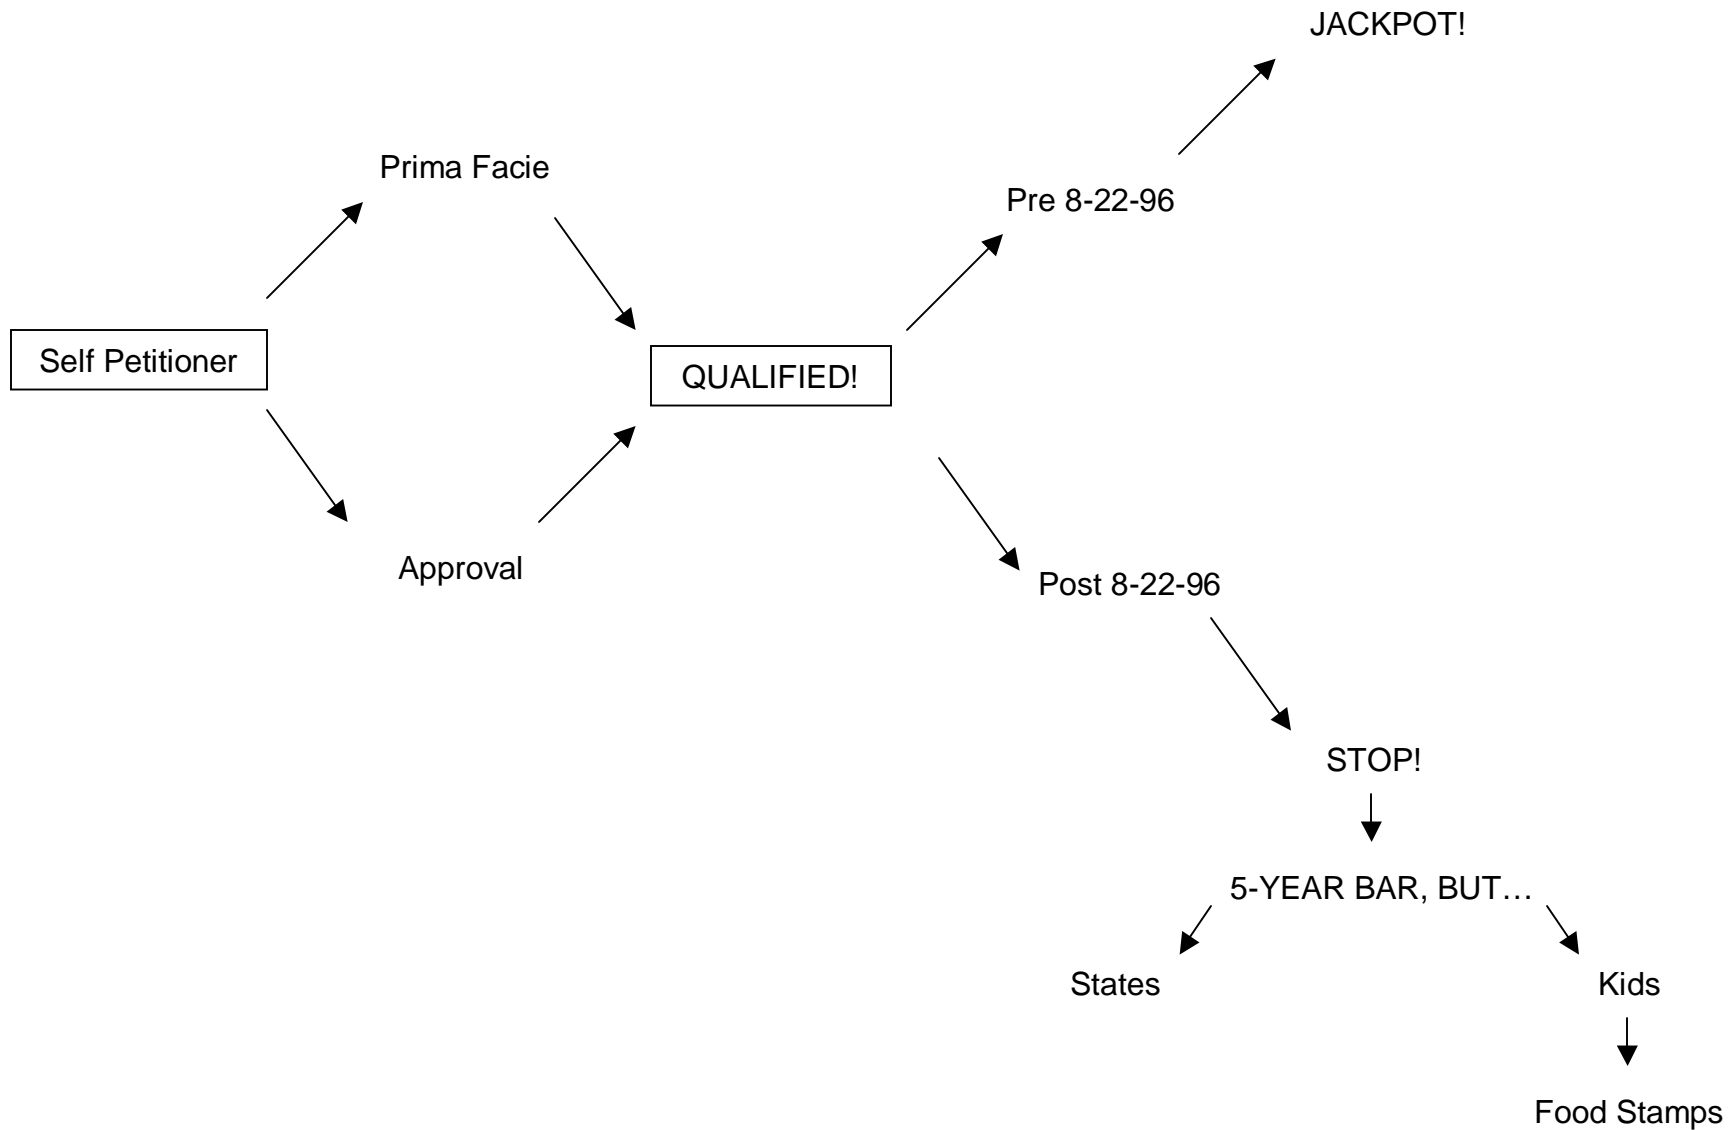 JACKPOT!
Prima Facie
Pre 8-22-96
Self Petitioner
QUALIFIED!
Approval
Post 8-22-96
STOP!
5-YEAR BAR, BUT…
States
Kids
Food Stamps